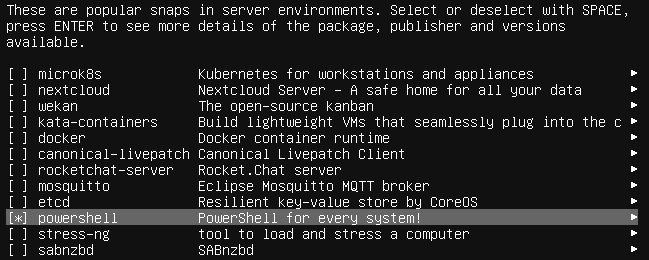 These are popular snaps in server environments. Select or deselect with SPACE,
press ENTER to see more details of the package, publisher and versions
available.
[ ] microk8s Kubernetes for workstations and appliances ▸
[ ] nextcloud Nextcloud Server - A safe home for all your data ▸
[ ] wekan The open-source kanban ▸
[ ] kata-containers Build lightweight VMs that seamlessly plug into the c ▸
[ ] docker Docker container runtime ▸
[ ] canonical-livepatch Canonical Livepatch Client ▸
[ ] rocketchat-server Rocket.Chat server ▸
[ ] mosquitto Eclipse Mosquitto MQTT broker ▸
[ ] etcd Resilient key-value store by CoreOS ▸
[*] powershell PowerShell for every system! ▸
[ ] stress-ng tool to load and stress a computer ▸
[ ] sabnzbd SABnzbd ▸